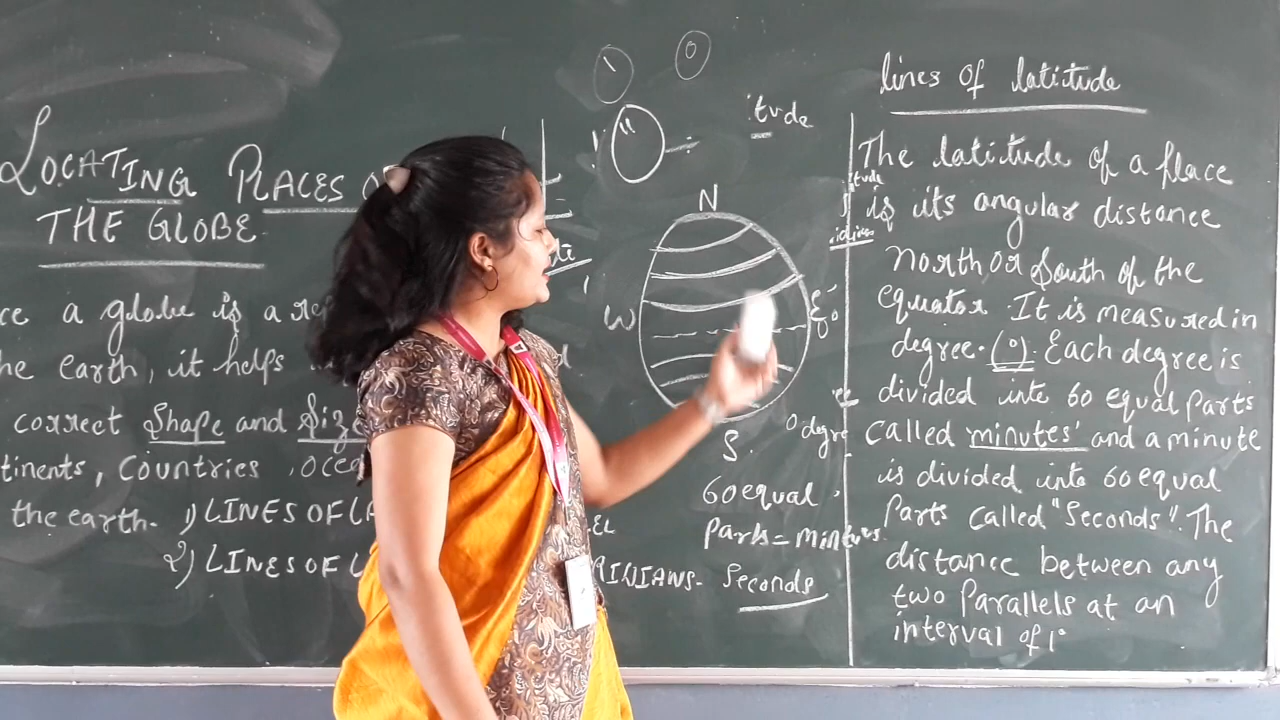 LOCATING PLACES O
THE GLOBE
ce a globe is a re
he earth, it helps
correct Shape and Size
tinents, Countries, ocea
the earth. 1) LINES OF LA
2) LINES OF L
tude
N
W
E
S.
0 degre
60 equal
Parts = mintues
Seconds
lines of latitude
The latitude of a place
is its angular distance
North or South of the
equator. It is measured in
degree. (°). Each degree is
divided into 60 equal Parts
called 'minutes' and a minute
is divided into 60 equal
Parts called "Seconds". The
distance between any
two Parallels at an
interval of 1°